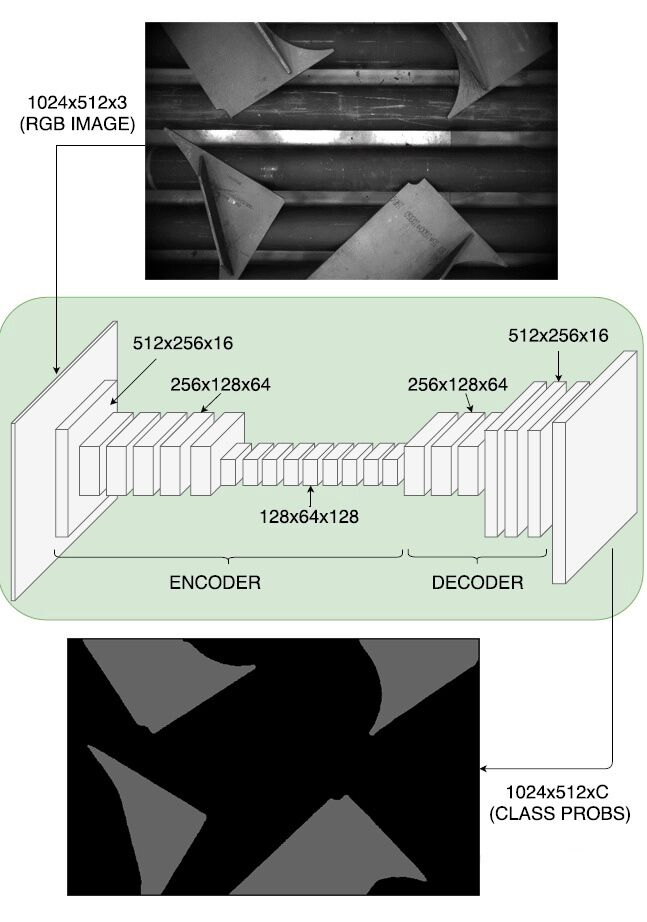 1024x512x3
(RGB IMAGE)
512x256x16
256x128x64
128x64x128
256x128x64
512x256x16
ENCODER
DECODER
1024x512xC
(CLASS PROBS)